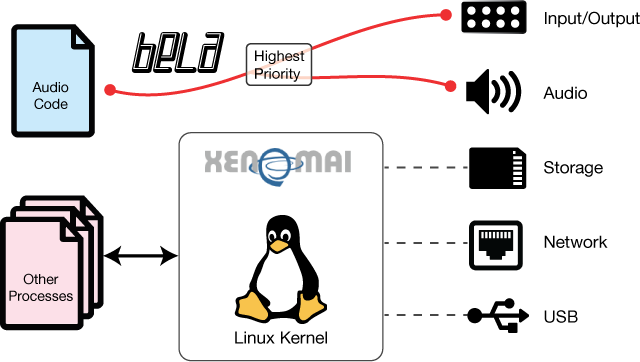 bela
Input/Output
Highest
Priority
Audio
Code
Audio
XENOMAI
Storage
Network
Other
Processes
Linux Kernel
USB